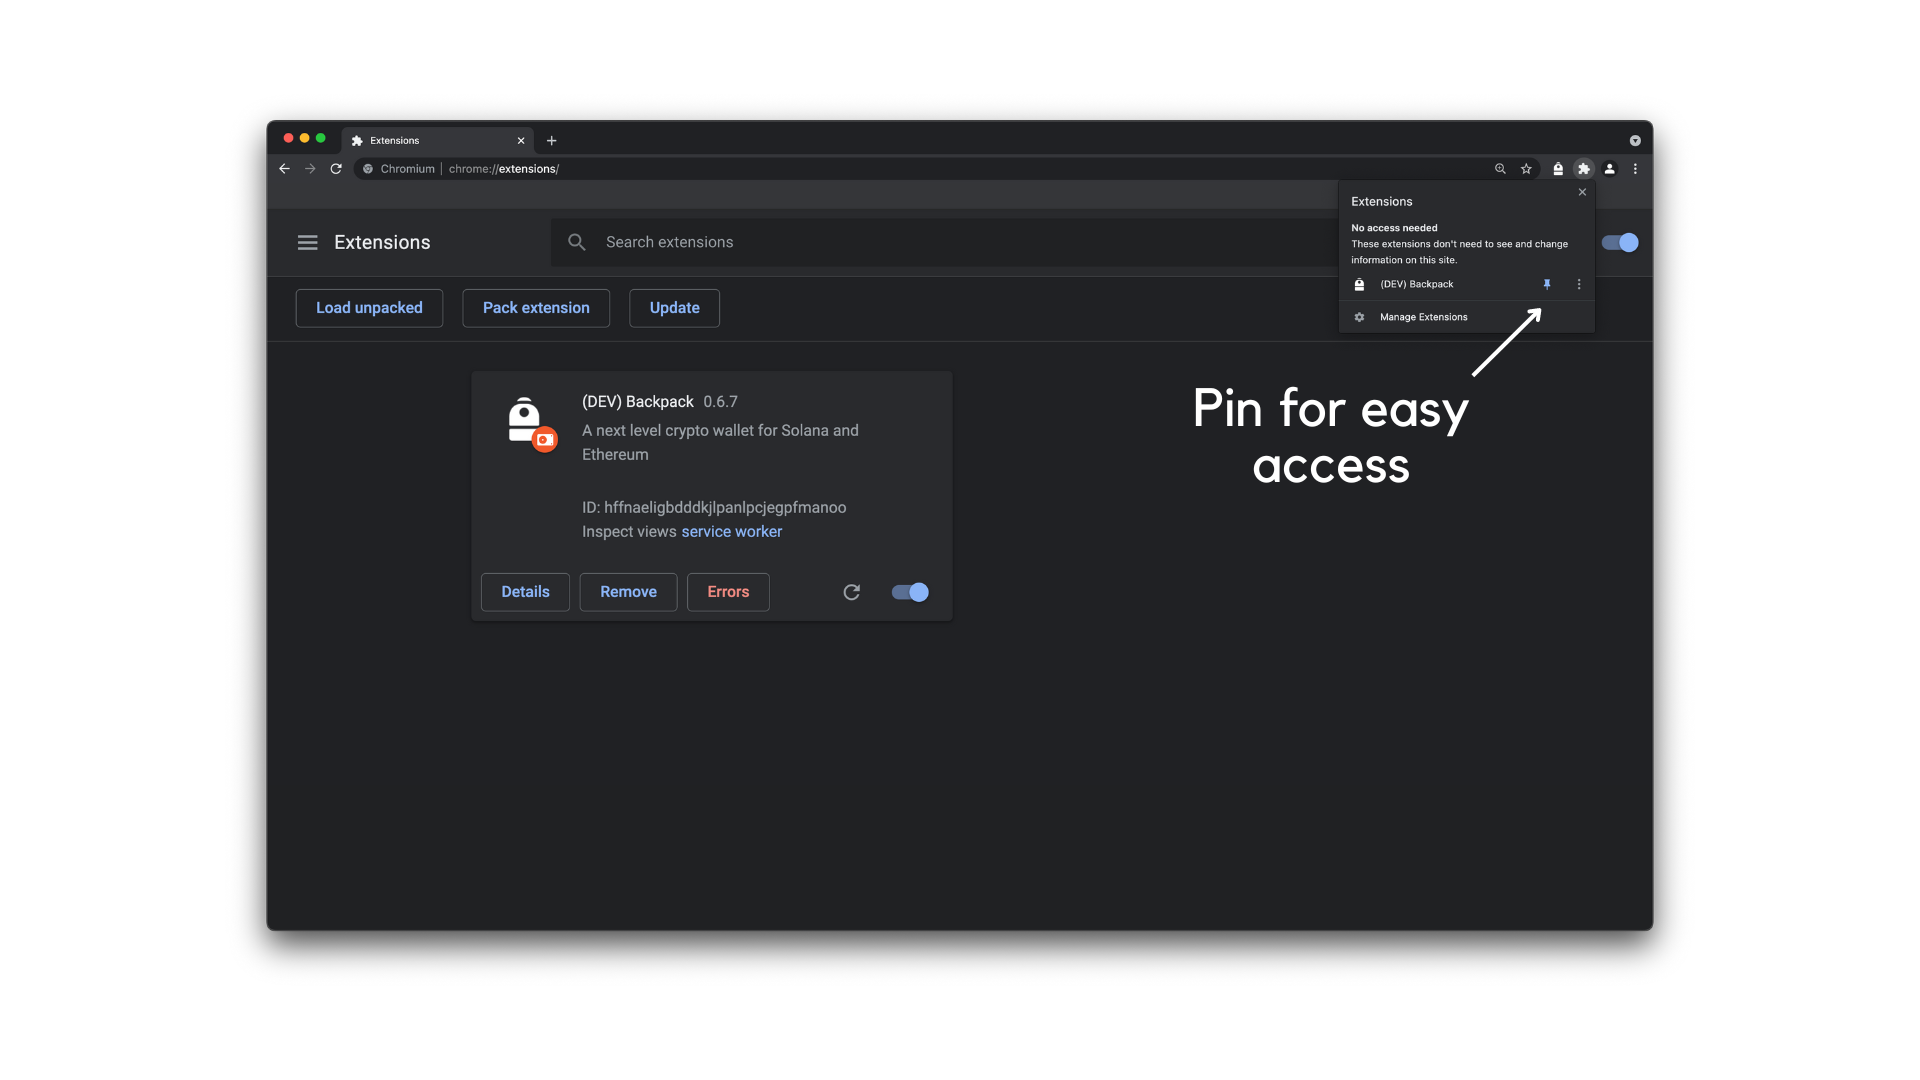 Extensions
Chromium | chrome://extensions/
Extensions
Search extensions
Extensions
No access needed
These extensions don't need to see and change
information on this site.
(DEV) Backpack
Manage Extensions
Load unpacked
Pack extension
Update
Pin for easy
access
(DEV) Backpack 0.6.7
A next level crypto wallet for Solana and
Ethereum
ID: hffnaeligbdddkjlpanlpcjegpfmanoo
Inspect views service worker
Details
Remove
Errors